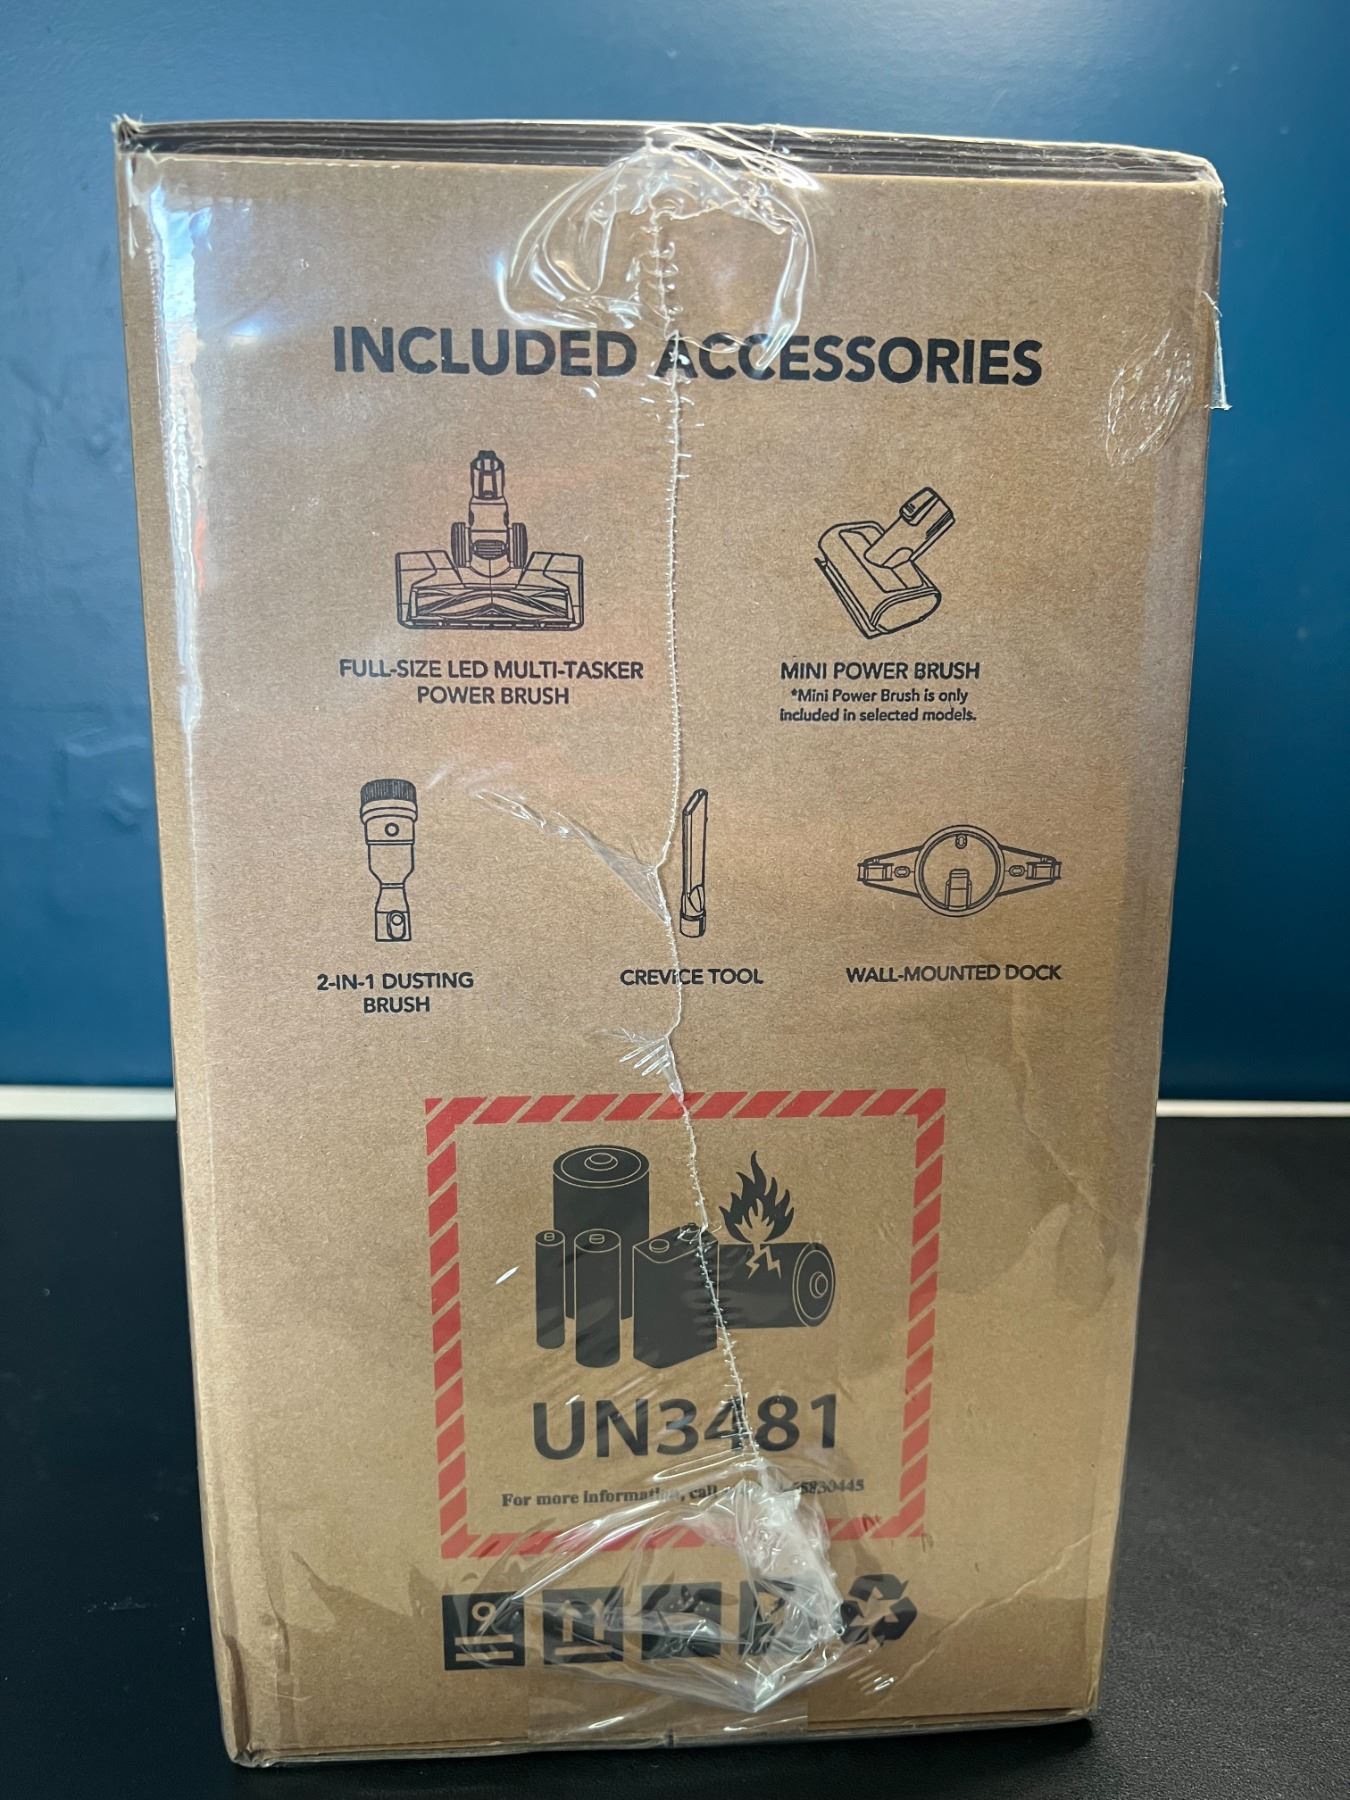 INCLUDED ACCESSORIES
FULL-SIZE LED MULTI-TASKER
POWER BRUSH
MINI POWER BRUSH
*Mini Power Brush is only
included in selected models.
2-IN-1 DUSTING
BRUSH
CREVICE TOOL
WALL-MOUNTED DOCK
UN3481
For more information, call